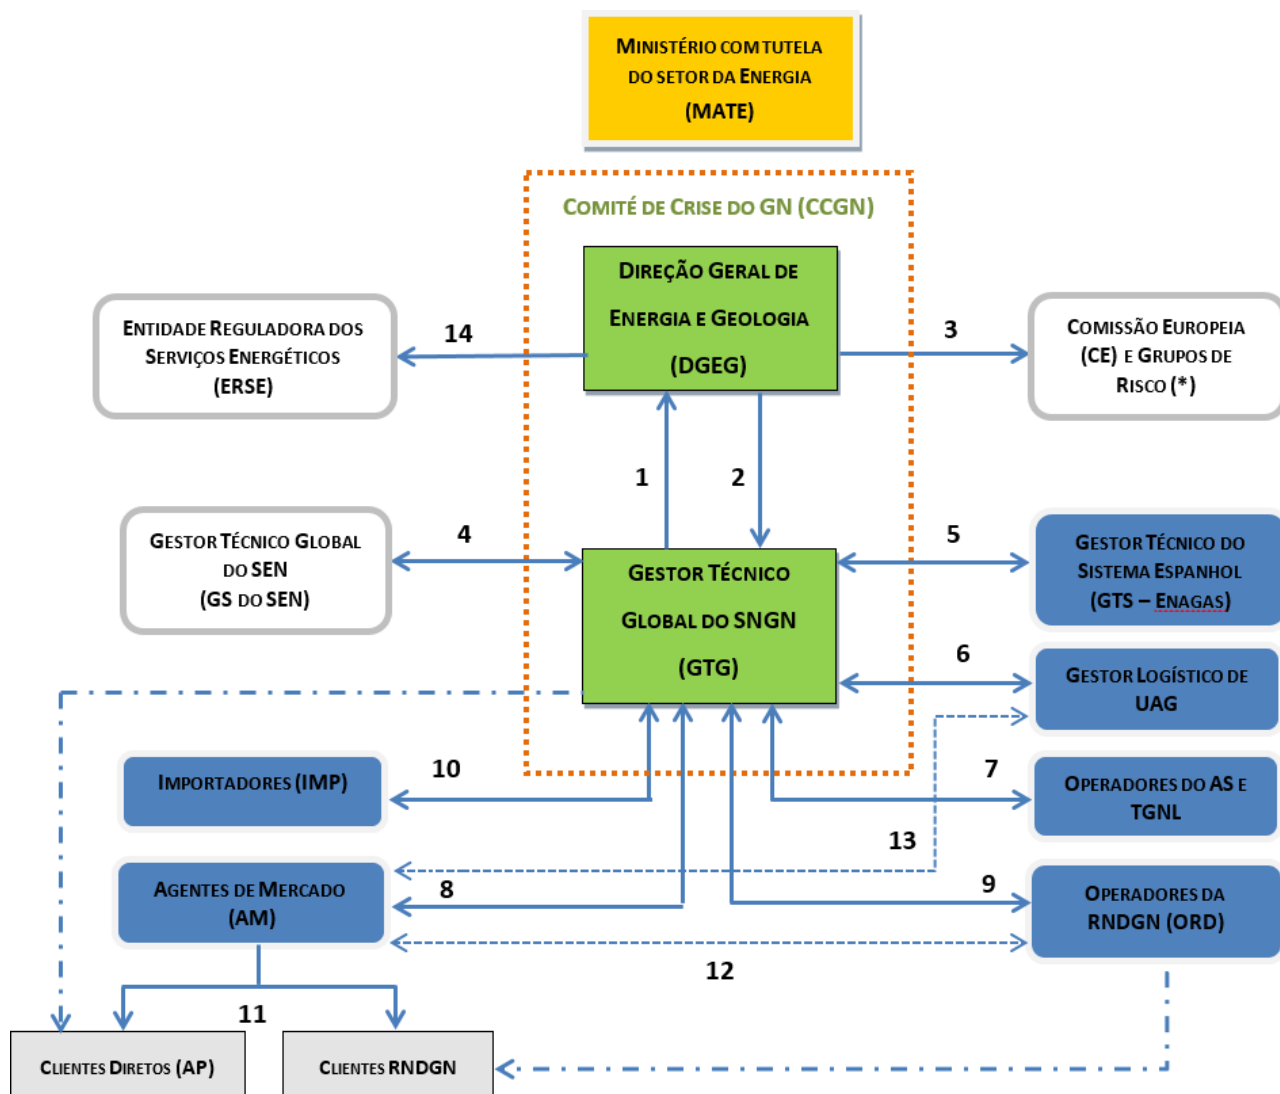 MINISTÉRIO COM TUTELA
DO SETOR DA ENERGIA
(MATE)
COMITÉ DE CRISE DO GN (CCGN)
DIREÇÃO GERAL DE
ENERGIA E GEOLOGIA
(DGEG)
ENTIDADE REGULADORA DOS
SERVIÇOS ENERGÉTICOS
(ERSE)
14
3
COMISSÃO EUROPEIA
(CE) E GRUPOS DE
RISCO (*)
1
2
GESTOR TÉCNICO GLOBAL
DO SEN
(GS DO SEN)
4
5
GESTOR TÉCNICO
GLOBAL DO SNGN
(GTG)
GESTOR TÉCNICO DO
SISTEMA ESPANHOL
(GTS – ENAGAS)
6
GESTOR LOGÍSTICO DE
UAG
IMPORTADORES (IMP)
10
7
OPERADORES DO AS E
TGNL
13
AGENTES DE MERCADO
(AM)
8
9
OPERADORES DA
RNDGN (ORD)
12
11
CLIENTES DIRETOS (AP)
CLIENTES RNDGN